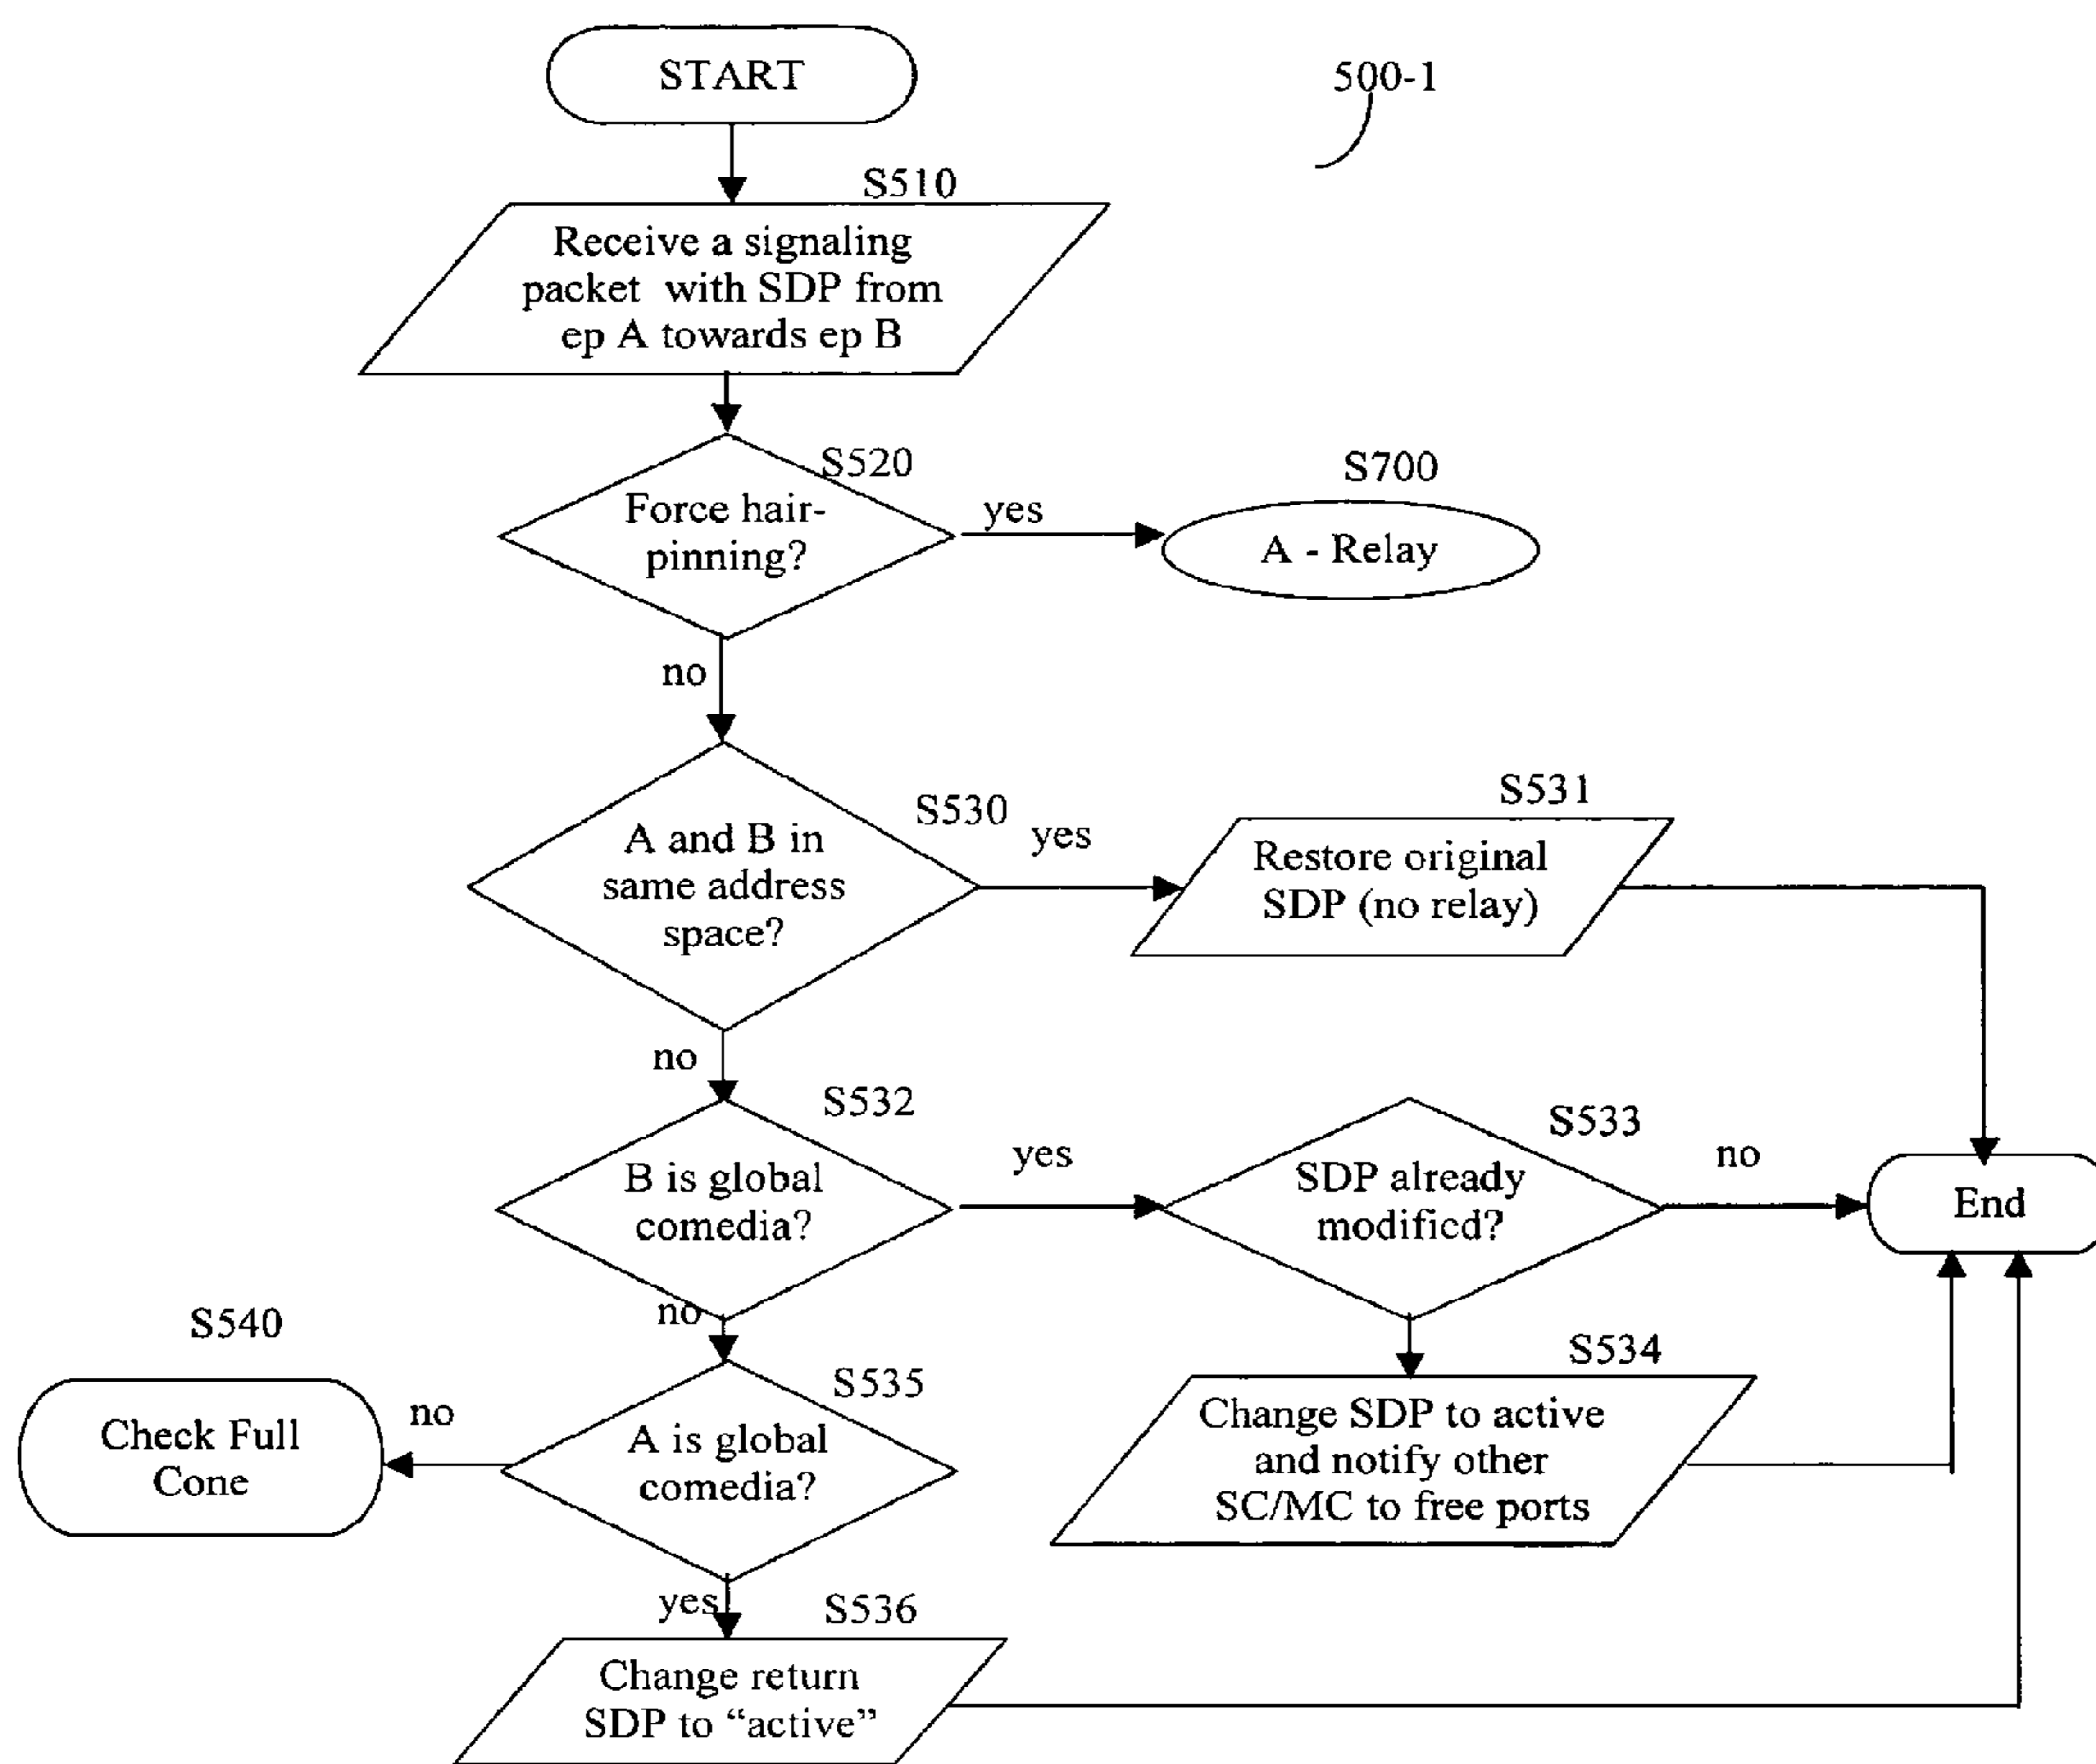 START
500-1
S510
Receive a signaling
packet with SDP from
ep A towards ep B
S520
Force hair-
pinning?
yes
S700
A - Relay
no
S530
A and B in
same address
space?
yes
S531
Restore original
SDP (no relay)
no
S532
B is global
comedia?
yes
S533
SDP already
modified?
no
End
no
S540
Check Full
Cone
no
S535
A is global
comedia?
S534
Change SDP to active
and notify other
SC/MC to free ports
yes
S536
Change return
SDP to “active”